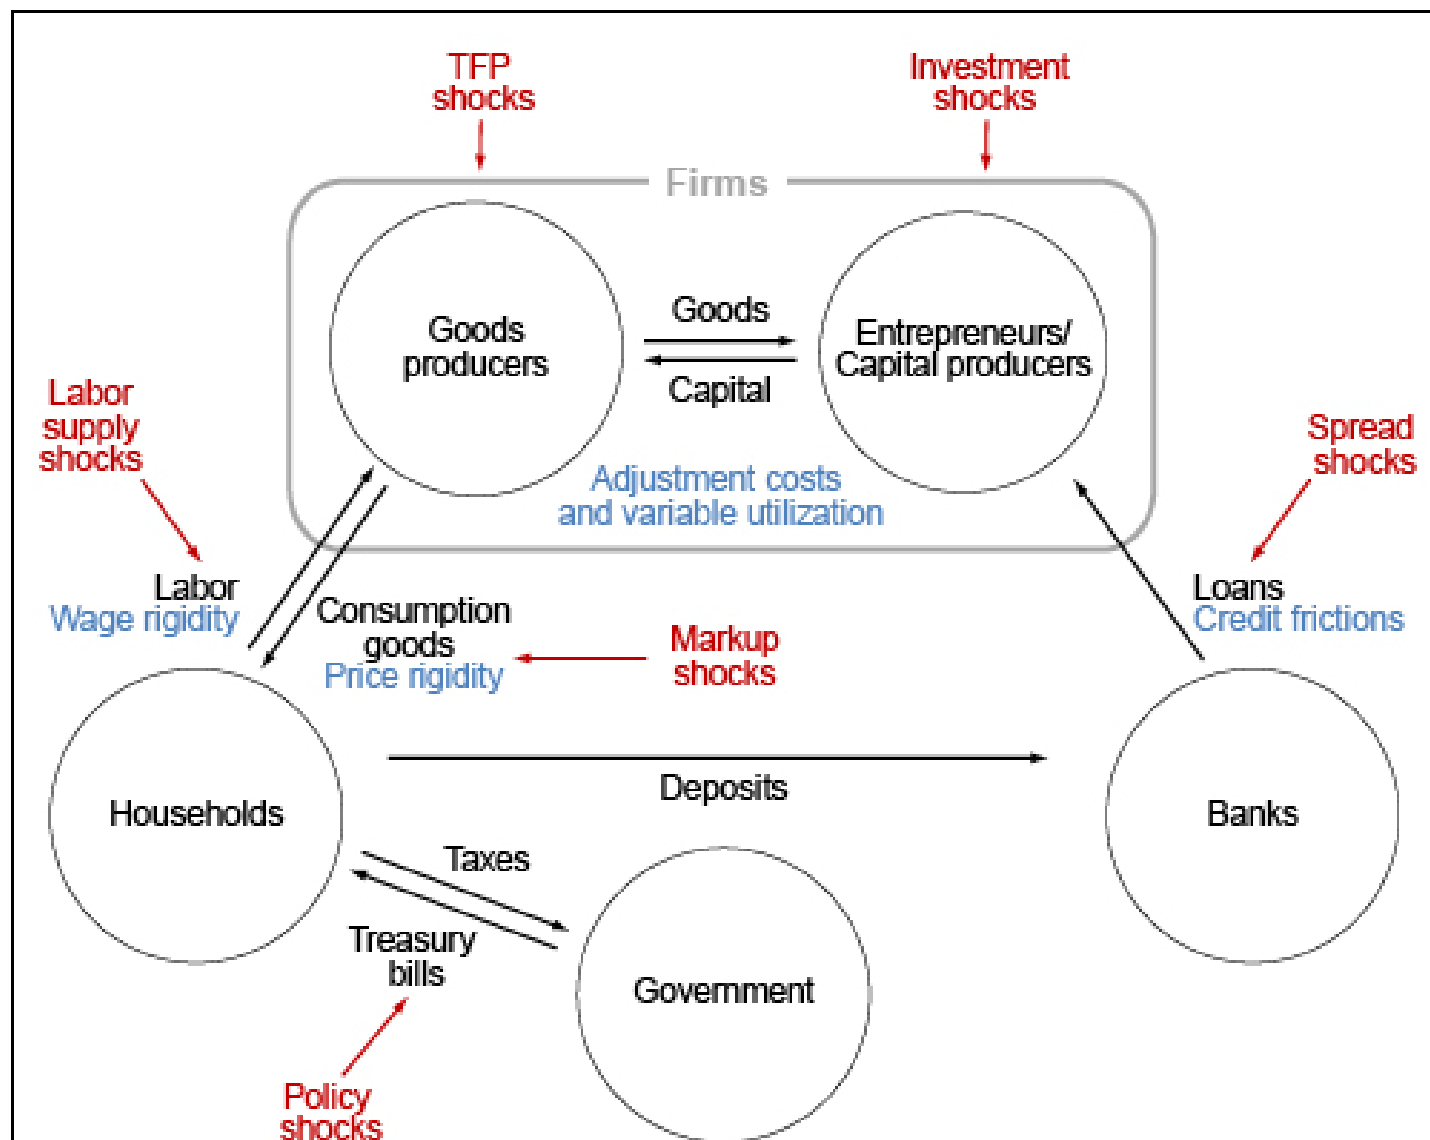 TFP
shocks
Investment
shocks
Firms
Goods
producers
Goods
Capital
Entrepreneurs/
Capital producers
Adjustment costs
and variable utilization
Labor
supply
shocks
Spread
shocks
Labor
Wage rigidity
Consumption
goods
Price rigidity
Markup
shocks
Loans
Credit frictions
Households
Deposits
Banks
Taxes
Treasury
bills
Government
Policy
shocks